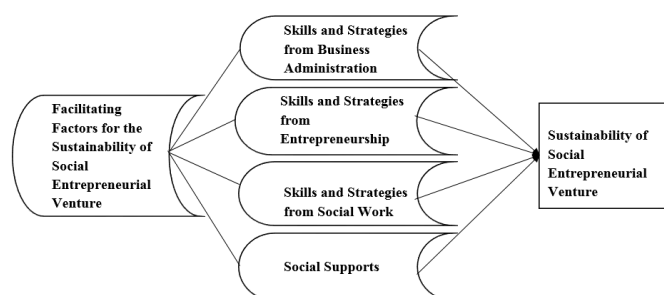 Facilitating
Factors for the
Sustainability of
Social
Entrepreneurial
Venture
Skills and Strategies
from Business
Administration
Skills and Strategies
from
Entrepreneurship
Skills and Strategies
from Social Work
Social Supports
Sustainability of
Social
Entrepreneurial
Venture